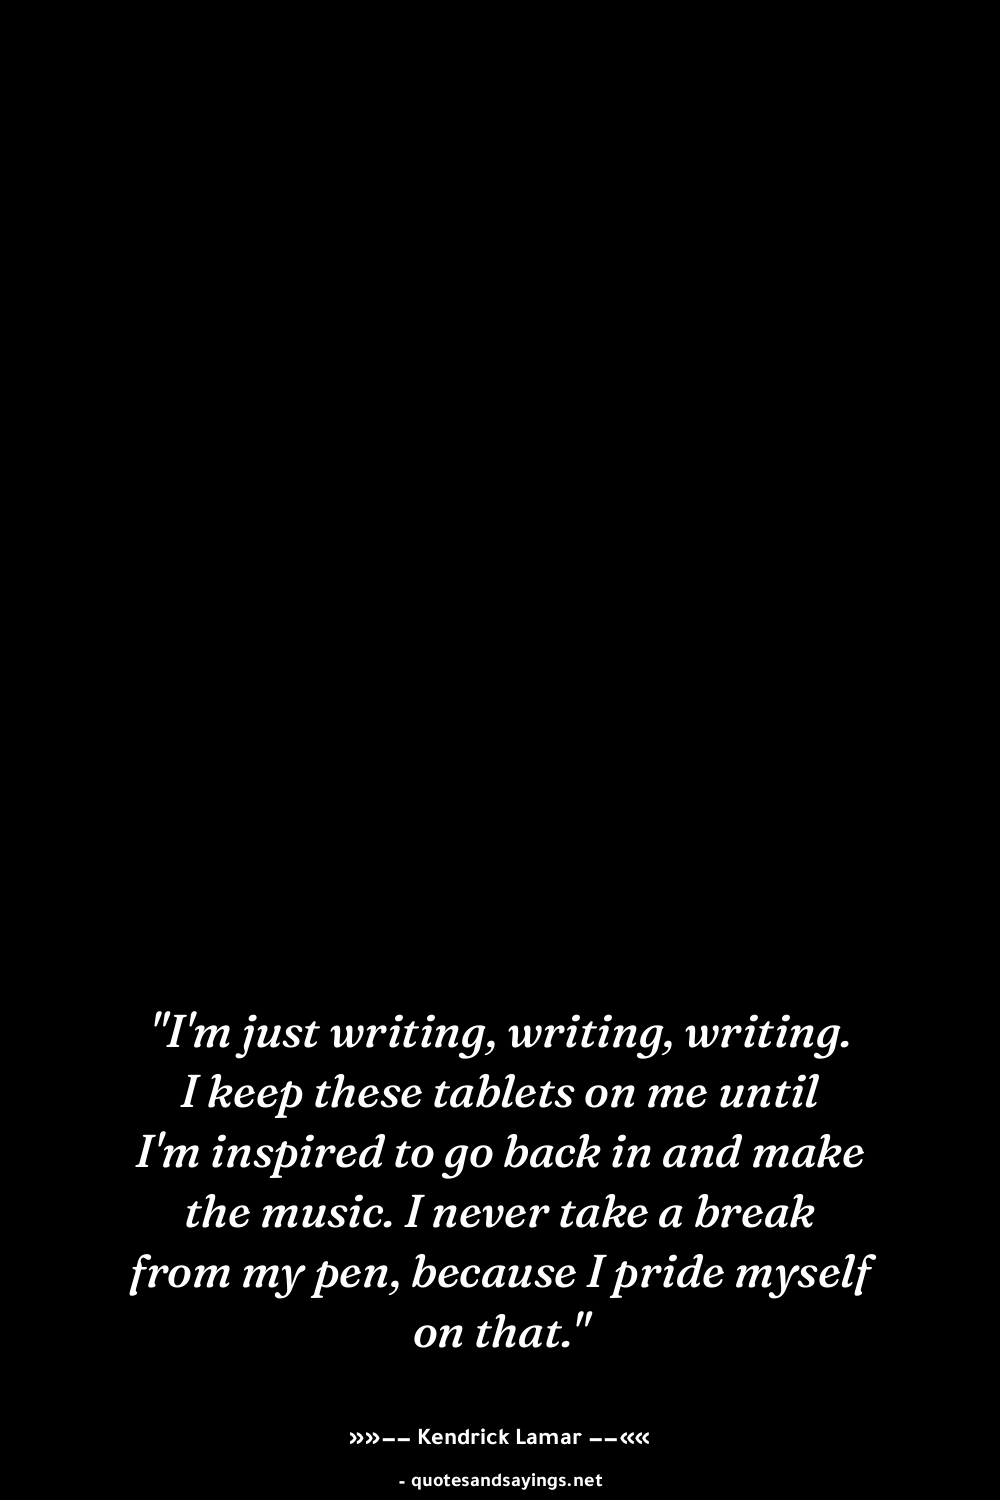 "I'm just writing, writing, writing.
I keep these tablets on me until
I'm inspired to go back in and make
the music. I never take a break
from my pen, because I pride myself
on that."
»»–– Kendrick Lamar ––««
- quotesandsayings.net